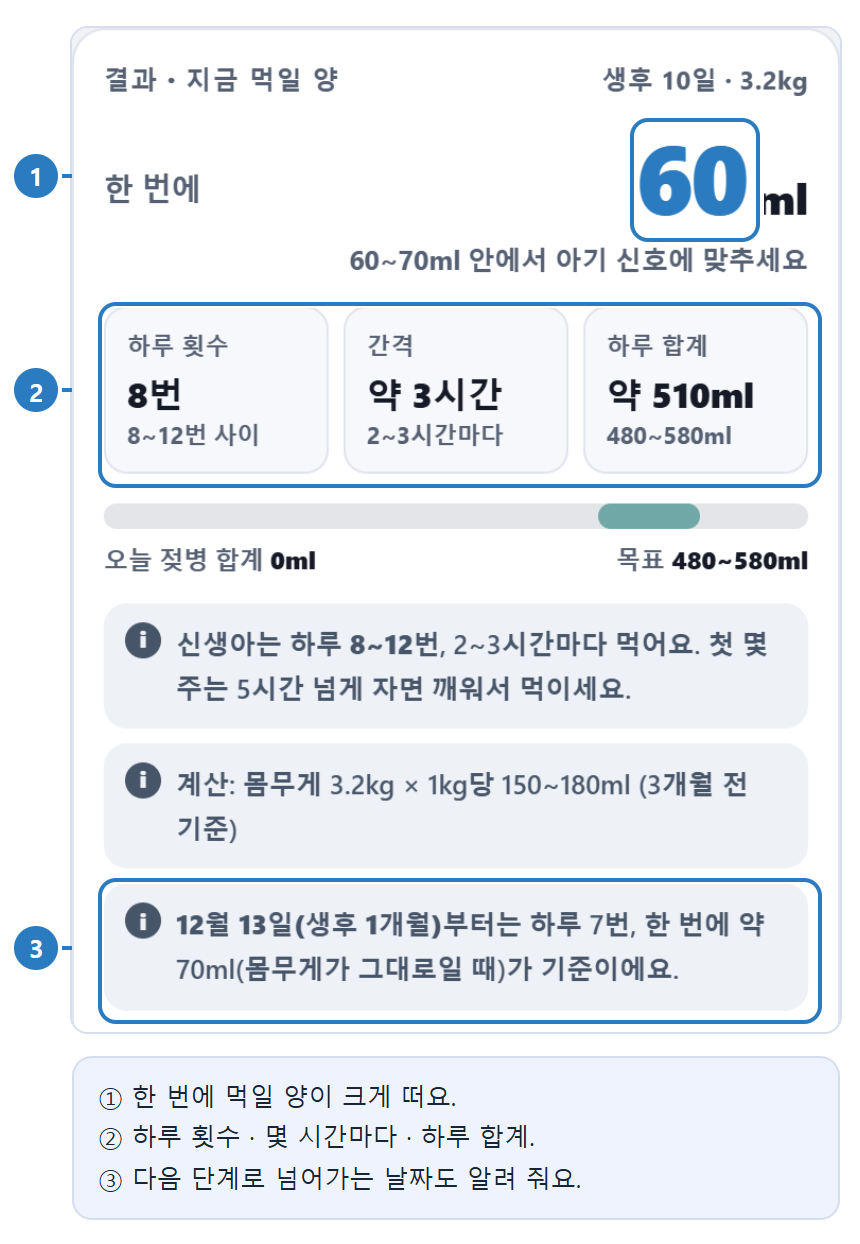 결과 · 지금 먹일 양
생후 10일 · 3.2kg
1
한 번에
60 ml
60~70ml 안에서 아기 신호에 맞추세요
2
하루 횟수
8번
8~12번 사이
간격
약 3시간
2~3시간마다
하루 합계
약 510ml
480~580ml
오늘 젖병 합계 0ml
목표 480~580ml
신생아는 하루 8~12번, 2~3시간마다 먹어요. 첫 몇
주는 5시간 넘게 자면 깨워서 먹이세요.
계산: 몸무게 3.2kg × 1kg당 150~180ml (3개월 전
기준)
3
12월 13일(생후 1개월)부터는 하루 7번, 한 번에 약
70ml(몸무게가 그대로일 때)가 기준이에요.
① 한 번에 먹일 양이 크게 떠요.
② 하루 횟수 · 몇 시간마다 · 하루 합계.
③ 다음 단계로 넘어가는 날짜도 알려 줘요.